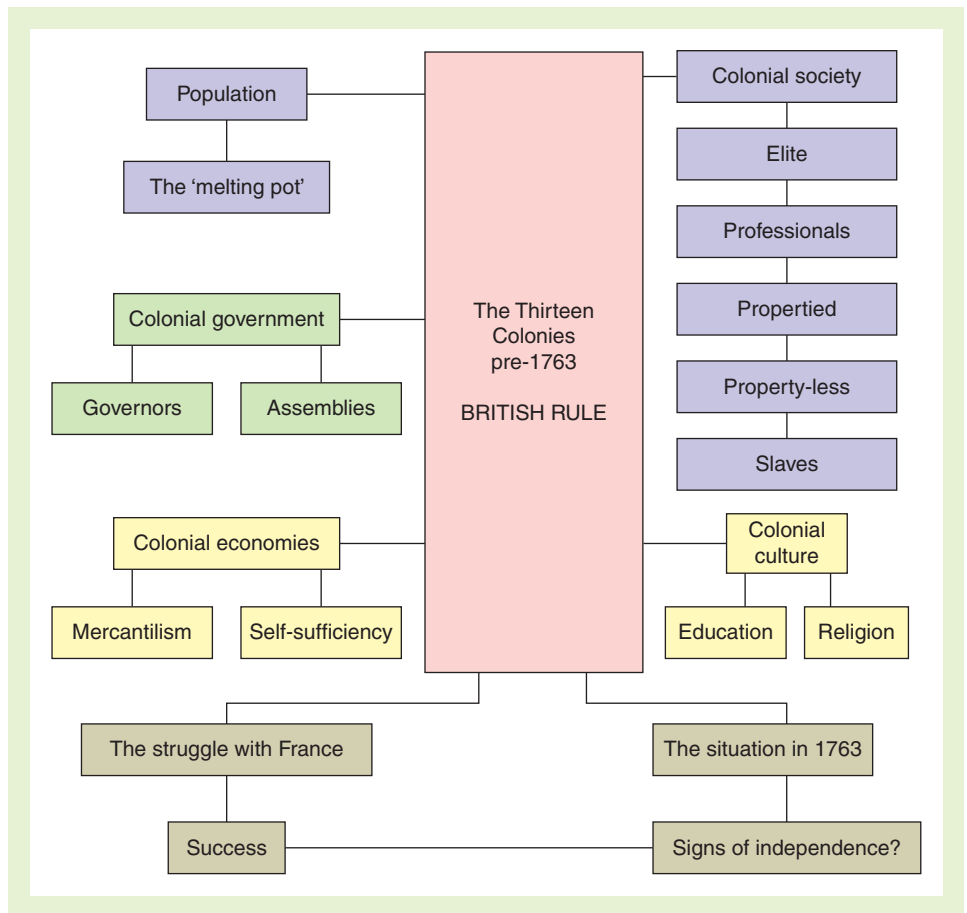 Population
The ‘melting pot’
Colonial government
Governors
Assemblies
Colonial economies
Mercantilism
Self-sufficiency
The Thirteen
Colonies
pre-1763
BRITISH RULE
Colonial society
Elite
Professionals
Propertied
Property-less
Slaves
Colonial
culture
Education
Religion
The struggle with France
Success
The situation in 1763
Signs of independence?